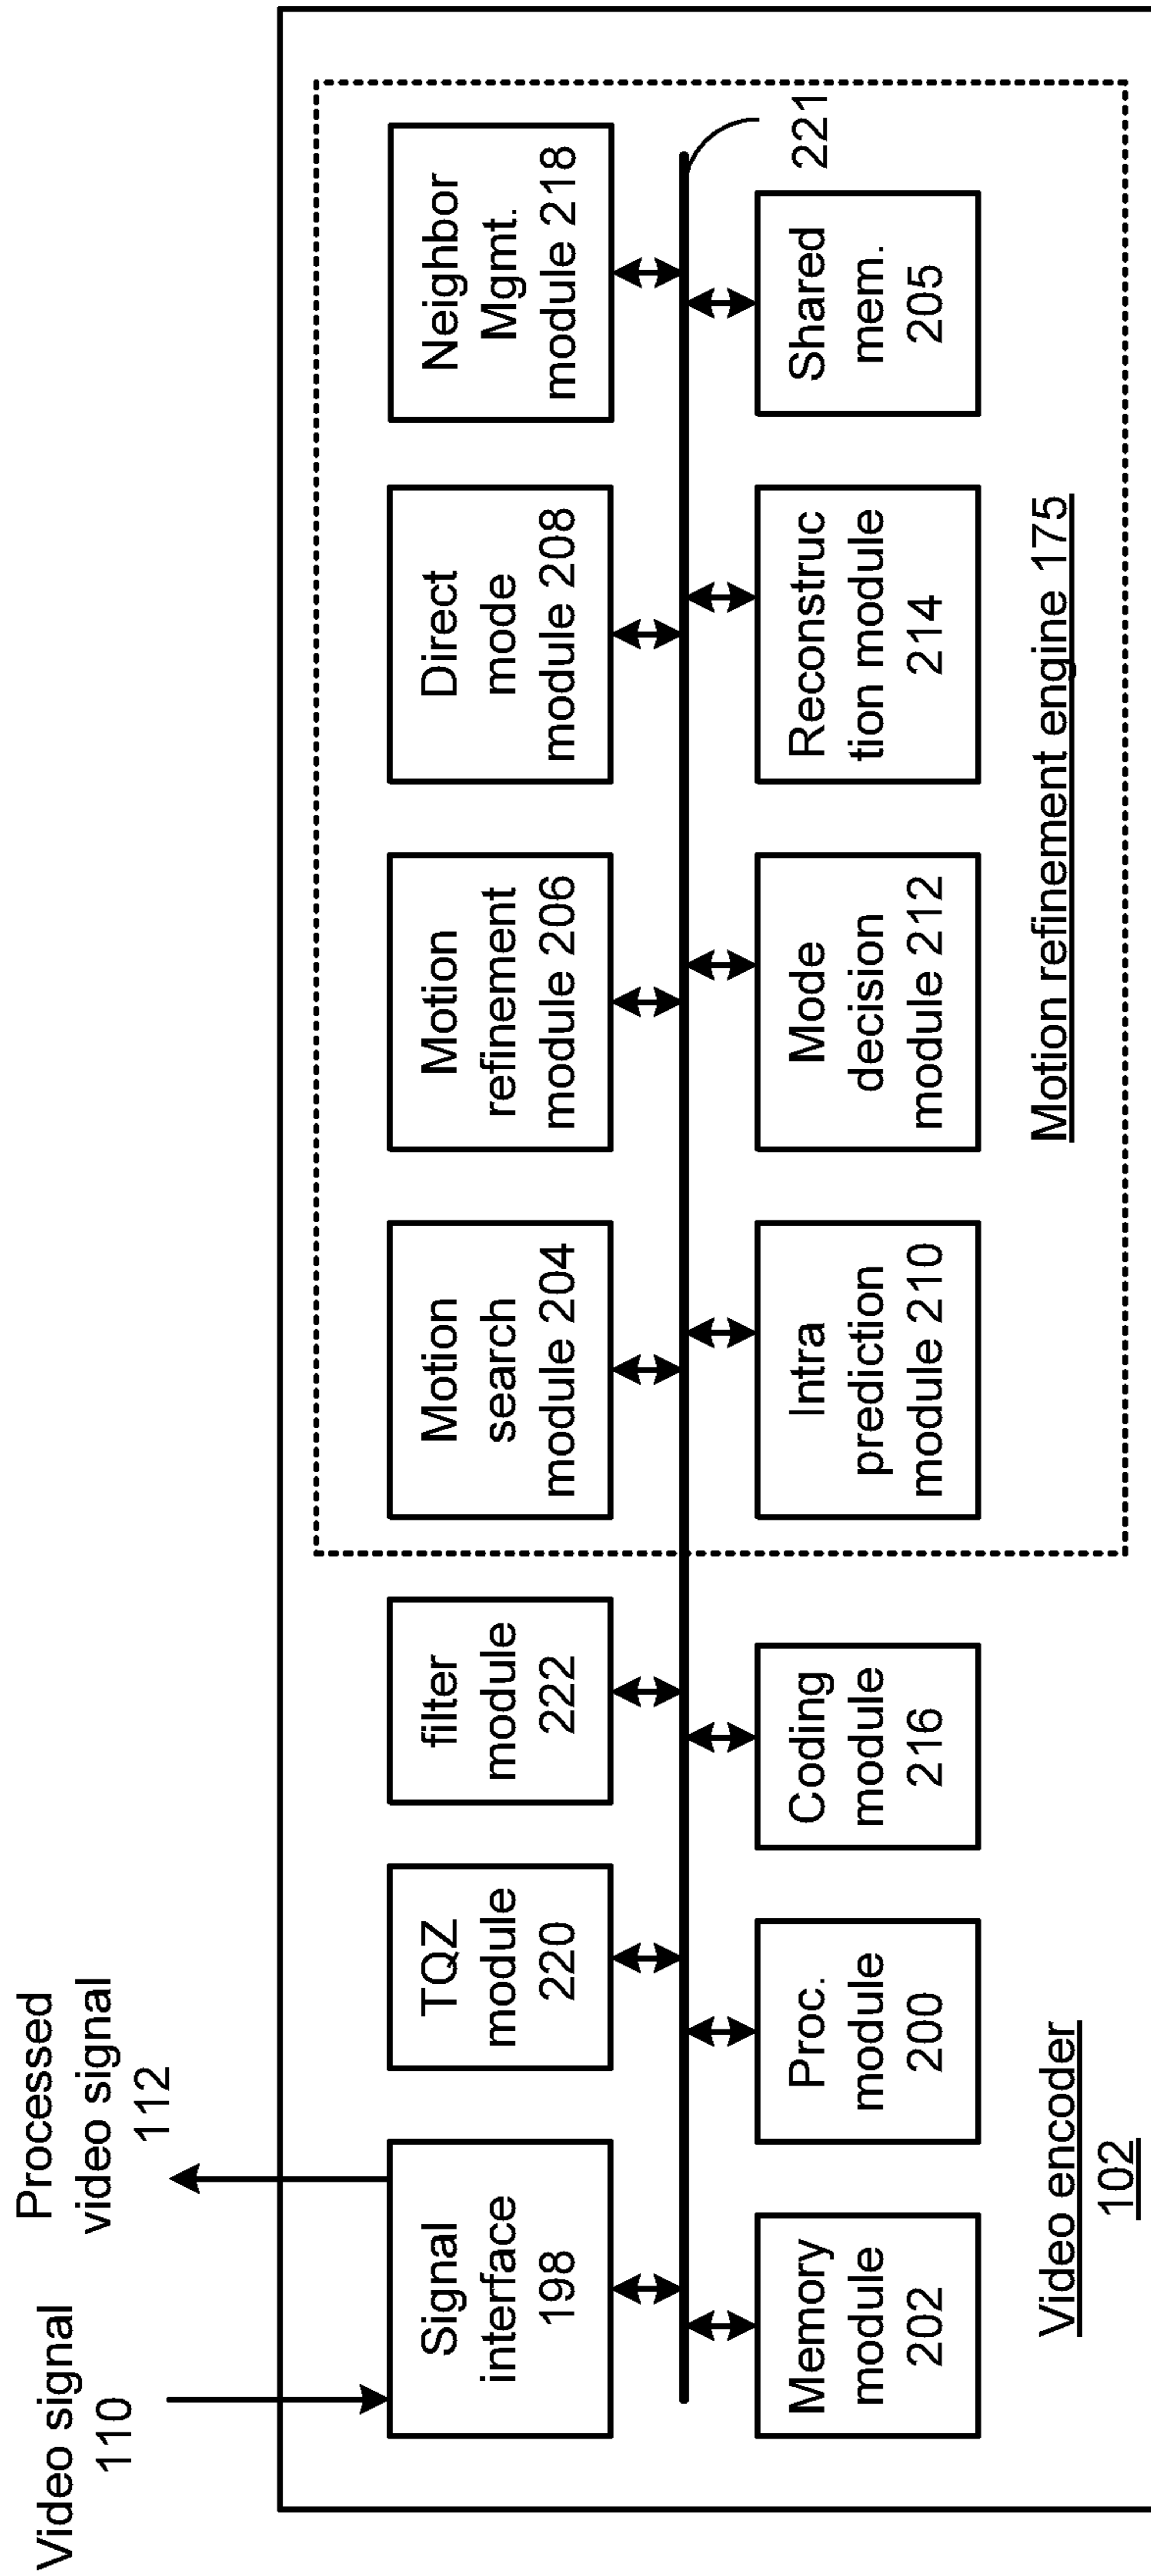 Video signal
110
Processed
video signal
112
Signal
interface
198
TQZ
module
220
filter
module
222
Motion
search
module 204
Motion
refinement
module 206
Direct
mode
module 208
Neighbor
Mgmt.
module 218
221
Memory
module
202
Proc.
module
200
Coding
module
216
Intra
prediction
module 210
Mode
decision
module 212
Reconstruc
tion module
214
Shared
mem.
205
Video encoder
102
Motion refinement engine 175